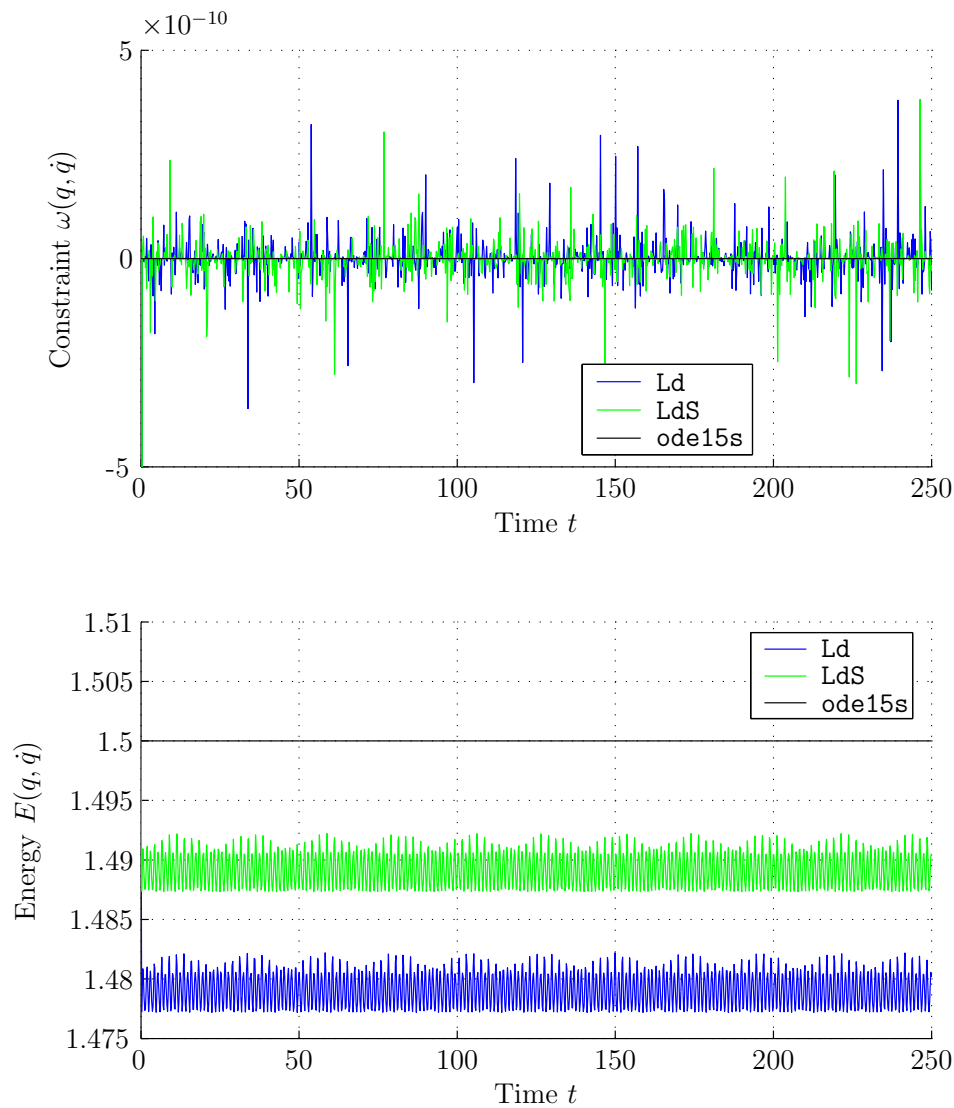 ×10⁻¹⁰
5
0
-5
Constraint ω(q, q̇)
0 50 100 150 200 250
Time t
Ld
LdS
ode15s
1.51
1.505
1.5
1.495
1.49
1.485
1.48
1.475
Energy E(q, q̇)
0 50 100 150 200 250
Time t
Ld
LdS
ode15s